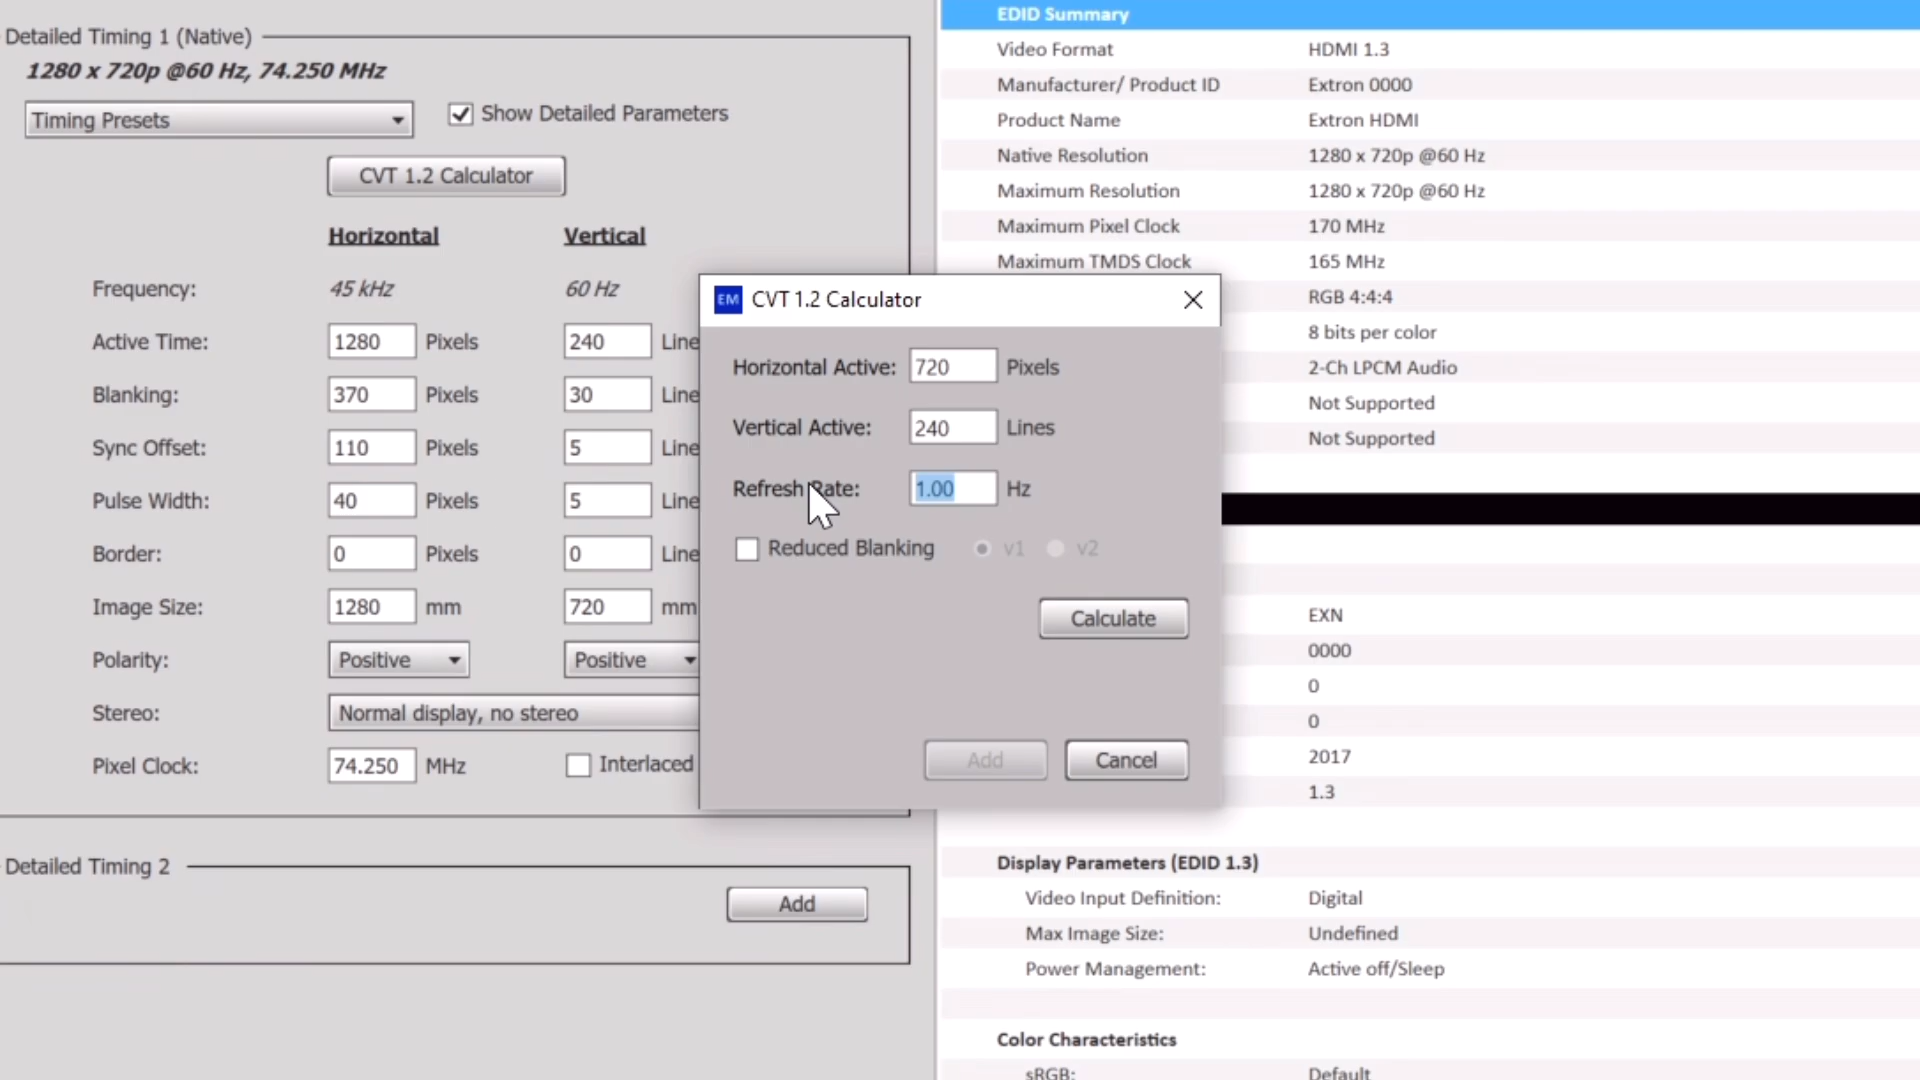 Detailed Timing 1 (Native)
1280 x 720p @60 Hz, 74.250 MHz
Timing Presets
Show Detailed Parameters
CVT 1.2 Calculator
Horizontal Vertical
Frequency: 45 kHz 60 Hz
Active Time: 1280 Pixels 240 Line
Blanking: 370 Pixels 30 Line
Sync Offset: 110 Pixels 5 Line
Pulse Width: 40 Pixels 5 Line
Border: 0 Pixels 0 Line
Image Size: 1280 mm 720 mm
Polarity: Positive Positive
Stereo: Normal display, no stereo
Pixel Clock: 74.250 MHz Interlaced
Detailed Timing 2
Add
EM CVT 1.2 Calculator
Horizontal Active: 720 Pixels
Vertical Active: 240 Lines
Refresh Rate: 1.00 Hz
Reduced Blanking v1 v2
Calculate
Add Cancel
EDID Summary
Video Format HDMI 1.3
Manufacturer/ Product ID Extron 0000
Product Name Extron HDMI
Native Resolution 1280 x 720p @60 Hz
Maximum Resolution 1280 x 720p @60 Hz
Maximum Pixel Clock 170 MHz
Maximum TMDS Clock 165 MHz
RGB 4:4:4
8 bits per color
2-Ch LPCM Audio
Not Supported
Not Supported
EXN
0000
0
0
2017
1.3
Display Parameters (EDID 1.3)
Video Input Definition: Digital
Max Image Size: Undefined
Power Management: Active off/Sleep
Color Characteristics
sRGB: Default